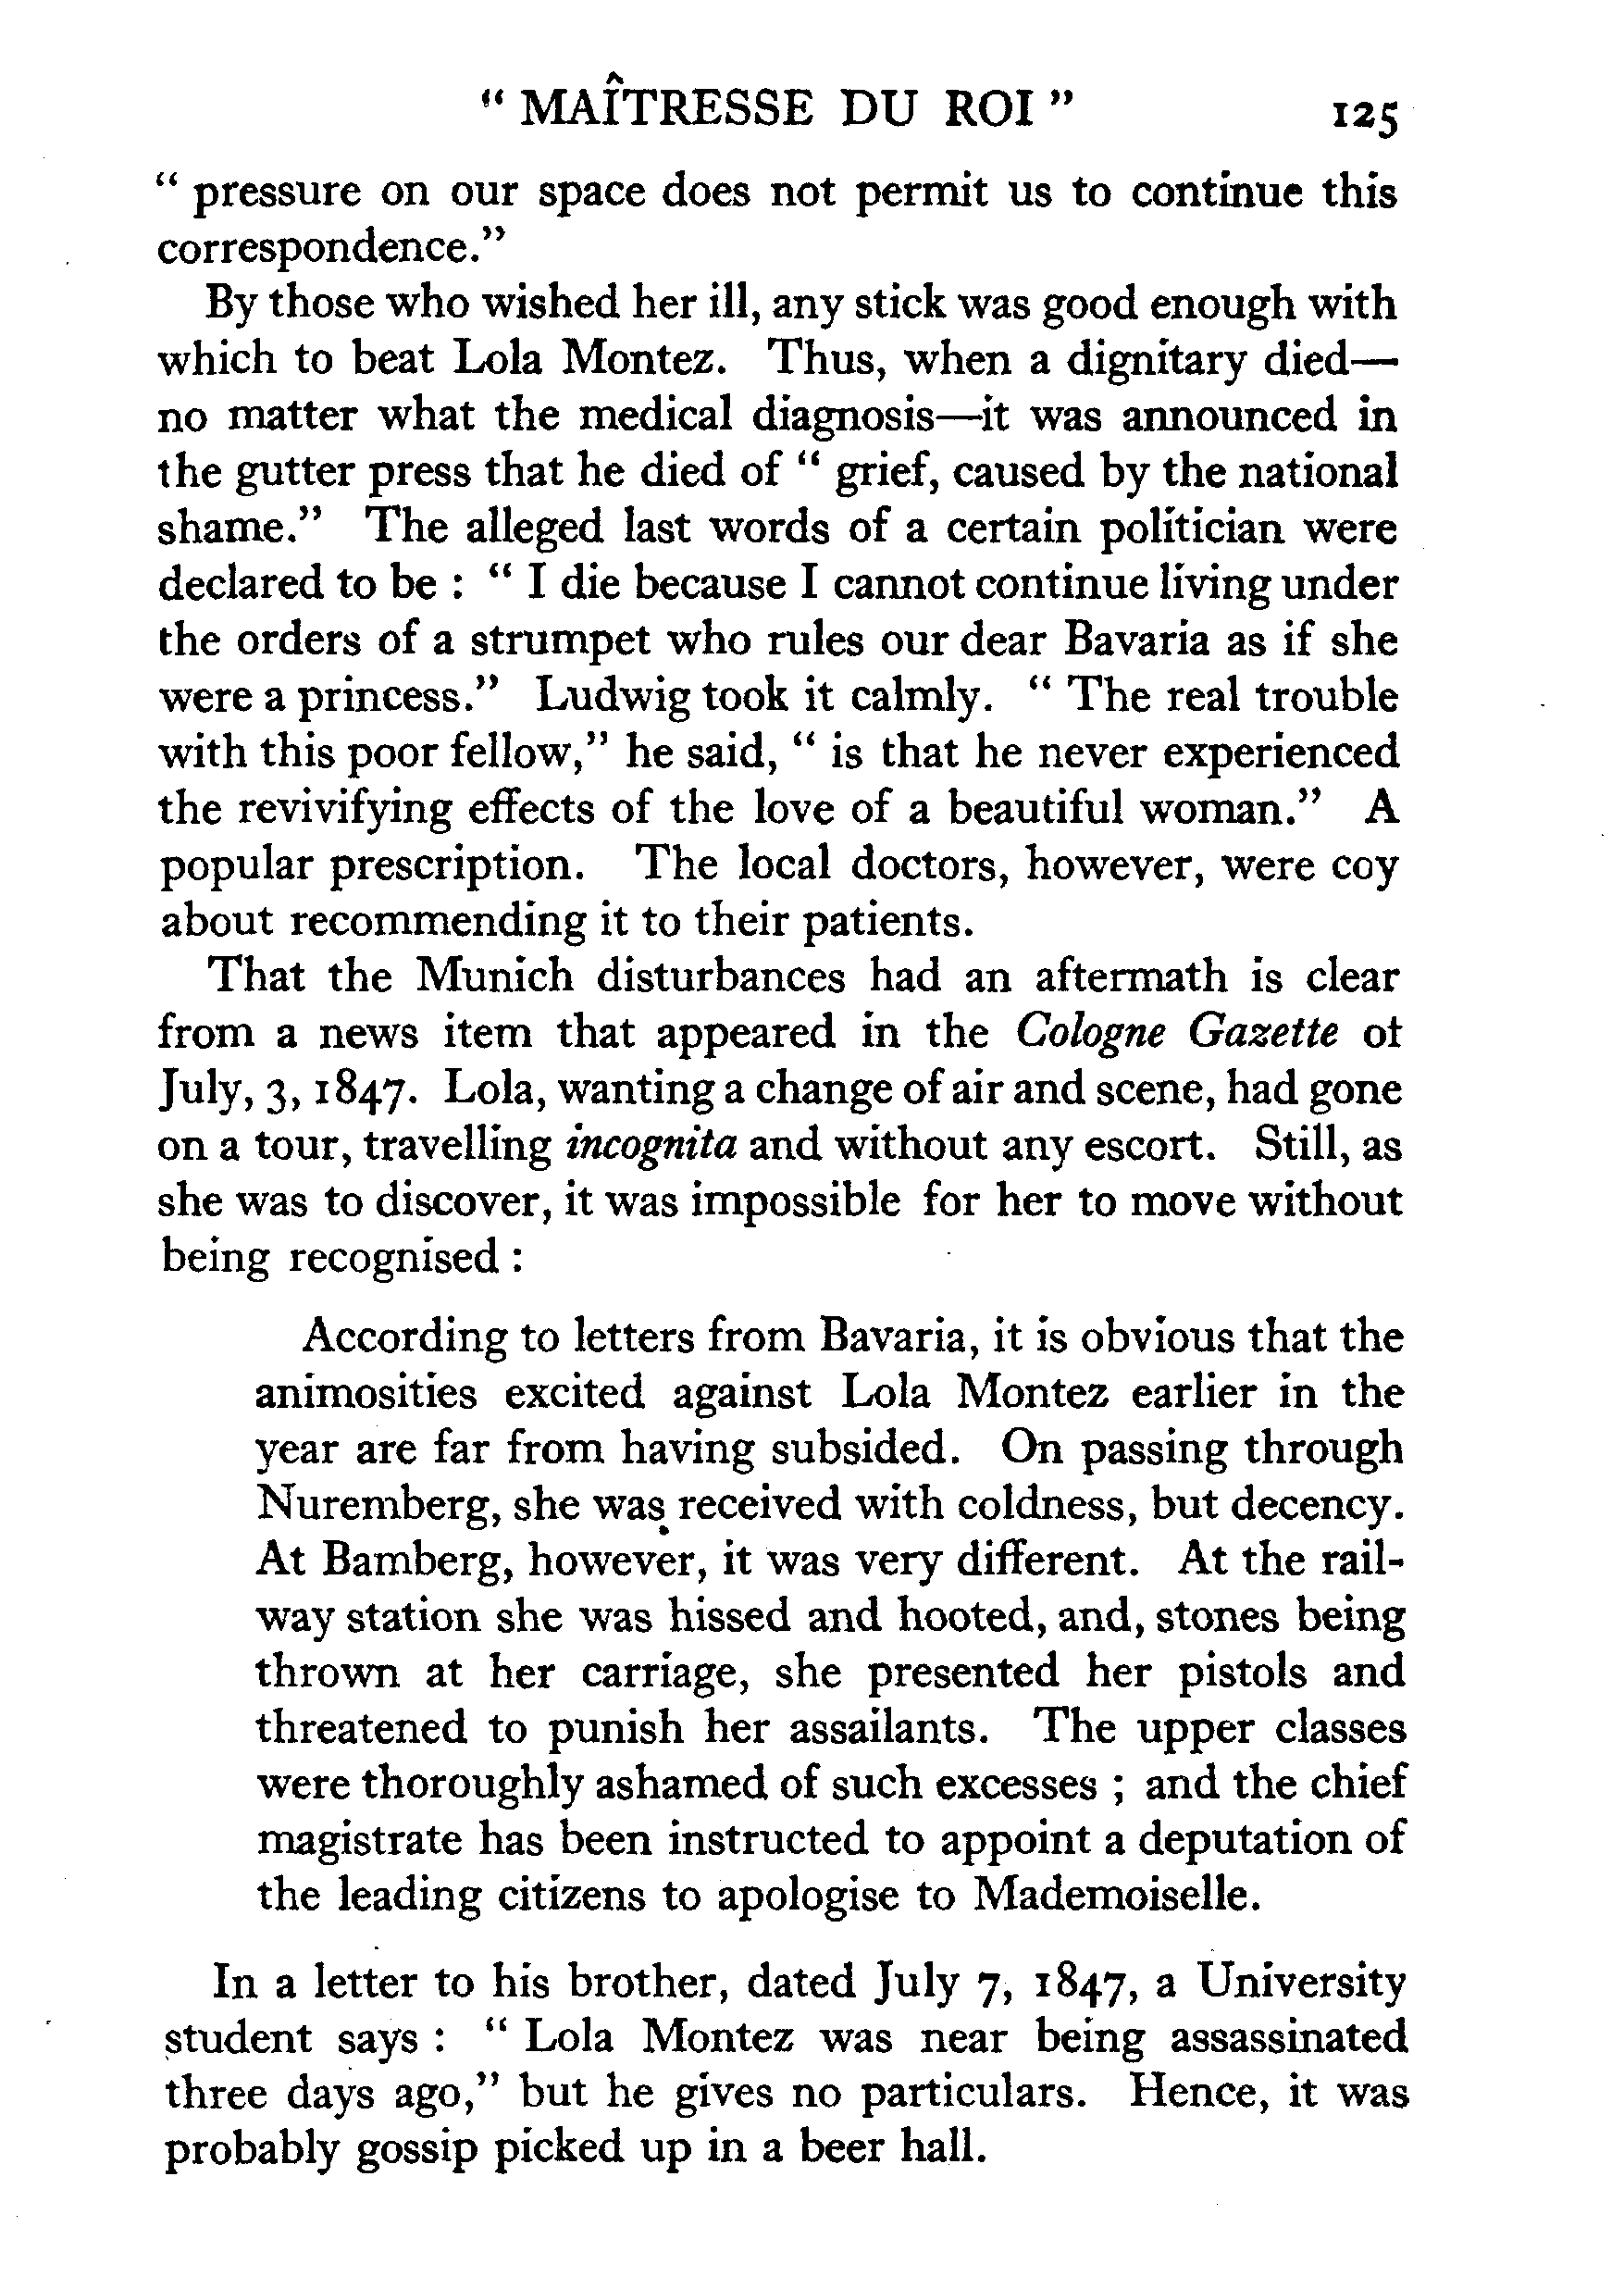 “ MAÎTRESSE DU ROI ” 125
“ pressure on our space does not permit us to continue this
correspondence.”
By those who wished her ill, any stick was good enough with
which to beat Lola Montez. Thus, when a dignitary died—
no matter what the medical diagnosis—it was announced in
the gutter press that he died of “ grief, caused by the national
shame.” The alleged last words of a certain politician were
declared to be : “ I die because I cannot continue living under
the orders of a strumpet who rules our dear Bavaria as if she
were a princess.” Ludwig took it calmly. “ The real trouble
with this poor fellow,” he said, “ is that he never experienced
the revivifying effects of the love of a beautiful woman.” A
popular prescription. The local doctors, however, were coy
about recommending it to their patients.
That the Munich disturbances had an aftermath is clear
from a news item that appeared in the Cologne Gazette of
July, 3, 1847. Lola, wanting a change of air and scene, had gone
on a tour, travelling incognita and without any escort. Still, as
she was to discover, it was impossible for her to move without
being recognised :
According to letters from Bavaria, it is obvious that the
animosities excited against Lola Montez earlier in the
year are far from having subsided. On passing through
Nuremberg, she was received with coldness, but decency.
At Bamberg, however, it was very different. At the rail-
way station she was hissed and hooted, and, stones being
thrown at her carriage, she presented her pistols and
threatened to punish her assailants. The upper classes
were thoroughly ashamed of such excesses ; and the chief
magistrate has been instructed to appoint a deputation of
the leading citizens to apologise to Mademoiselle.
In a letter to his brother, dated July 7, 1847, a University
student says : “ Lola Montez was near being assassinated
three days ago,” but he gives no particulars. Hence, it was
probably gossip picked up in a beer hall.